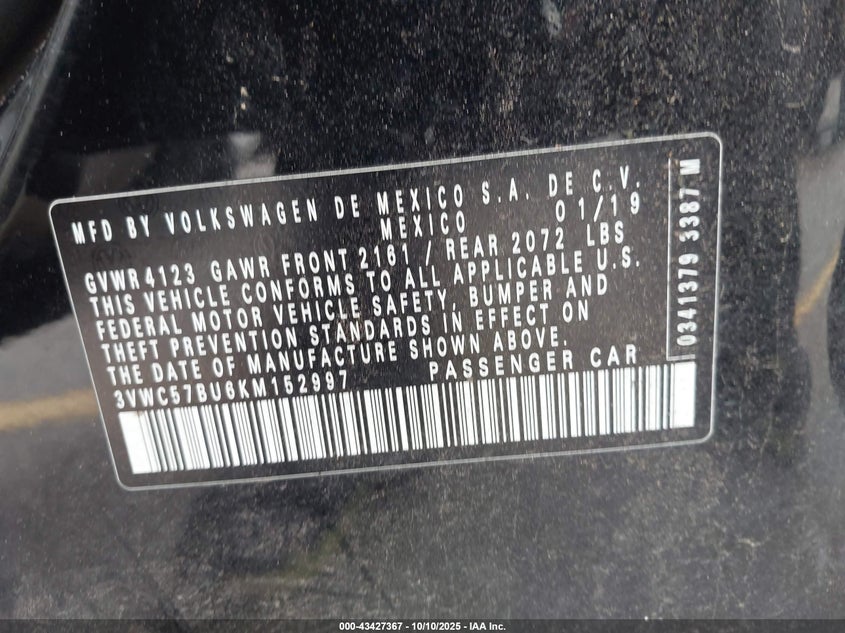 MFD BY VOLKSWAGEN DE MEXICO S.A. DE C.V.
MEXICO 01/19
GVWR 4123 GAWR FRONT 2161 / REAR 2072 LBS
THIS VEHICLE CONFORMS TO ALL APPLICABLE U.S.
FEDERAL MOTOR VEHICLE SAFETY, BUMPER AND
THEFT PREVENTION STANDARDS IN EFFECT ON
THE DATE OF MANUFACTURE SHOWN ABOVE.
3VWC57BU6KM152997 PASSENGER CAR
0341379 3387 M
000-43427367 | 10/10/2025 - IAA Inc.